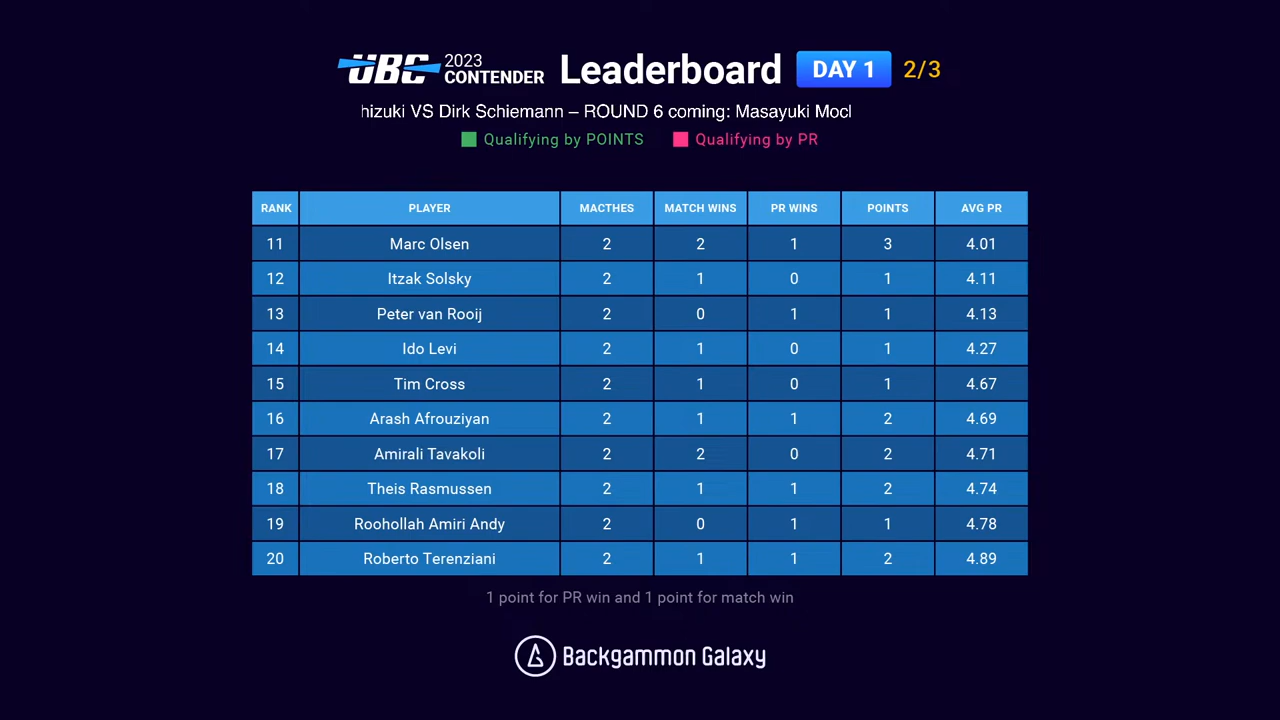 UBC 2023 CONTENDER Leaderboard DAY 1 2/3
hizuki VS Dirk Schiemann – ROUND 6 coming: Masayuki Mocl
Qualifying by POINTS Qualifying by PR
RANK PLAYER MACTHES MATCH WINS PR WINS POINTS AVG PR
11 Marc Olsen 2 2 1 3 4.01
12 Itzak Solsky 2 1 0 1 4.11
13 Peter van Rooij 2 0 1 1 4.13
14 Ido Levi 2 1 0 1 4.27
15 Tim Cross 2 1 0 1 4.67
16 Arash Afrouziyan 2 1 1 2 4.69
17 Amirali Tavakoli 2 2 0 2 4.71
18 Theis Rasmussen 2 1 1 2 4.74
19 Roohollah Amiri Andy 2 0 1 1 4.78
20 Roberto Terenziani 2 1 1 2 4.89
1 point for PR win and 1 point for match win
Backgammon Galaxy